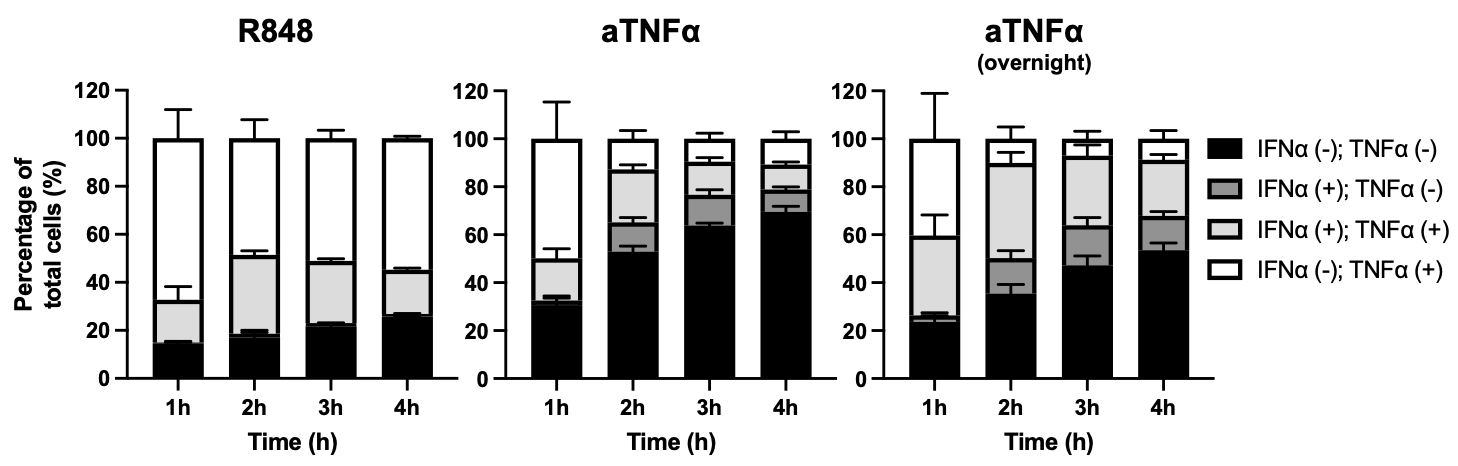 R848
aTNFα
aTNFα
(overnight)
Percentage of
total cells (%)
120
100
80
60
40
20
0
1h
2h
3h
4h
Time (h)
120
100
80
60
40
20
0
1h
2h
3h
4h
Time (h)
120
100
80
60
40
20
0
1h
2h
3h
4h
Time (h)
IFNα (-); TNFα (-)
IFNα (+); TNFα (-)
IFNα (+); TNFα (+)
IFNα (-); TNFα (+)